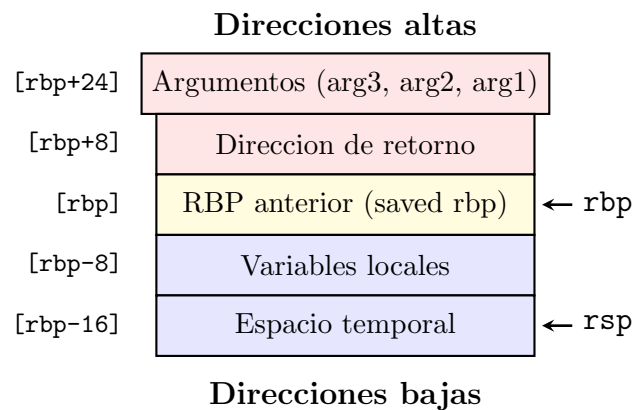 Direcciones altas
[rbp+24] Argumentos (arg3, arg2, arg1)
[rbp+8] Direccion de retorno
[rbp] RBP anterior (saved rbp) ← rbp
[rbp-8] Variables locales
[rbp-16] Espacio temporal ← rsp
Direcciones bajas